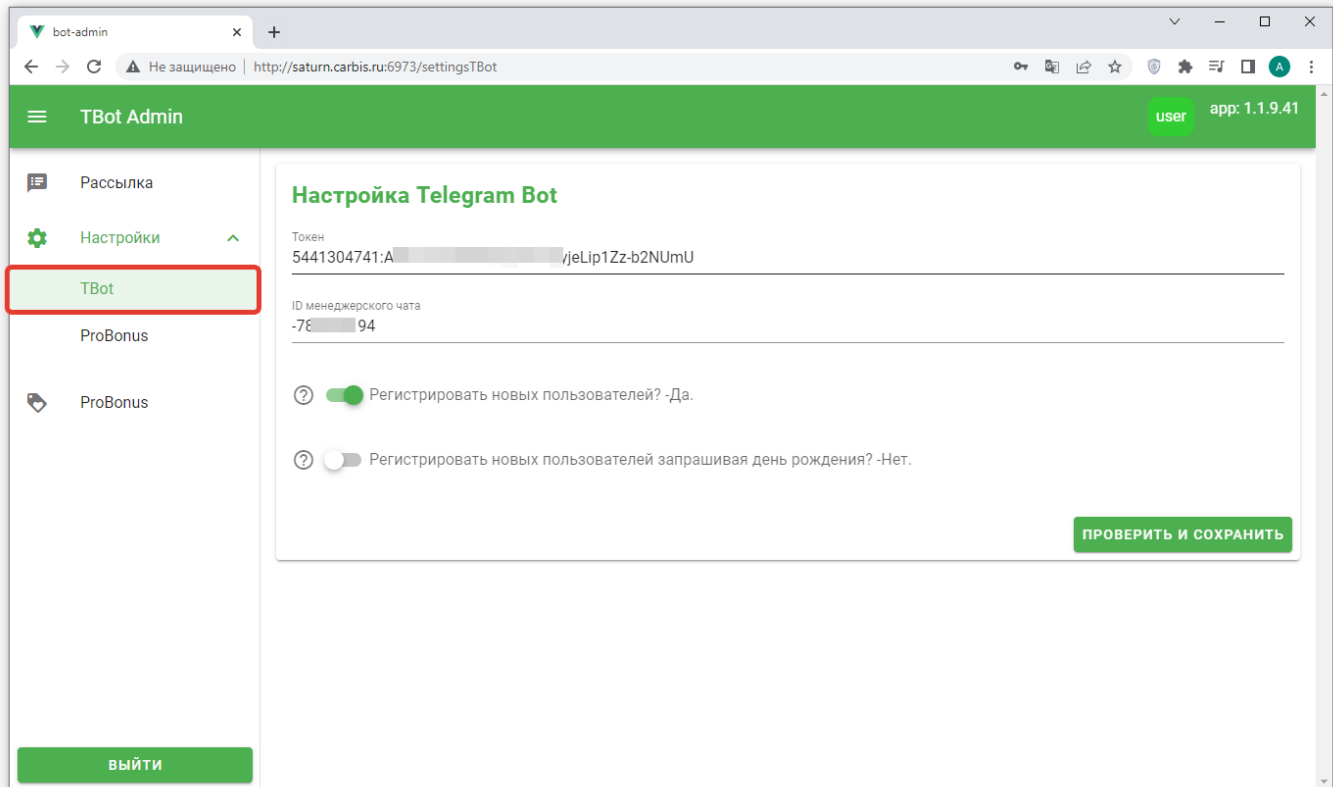 bot-admin
Не защищено
http://saturn.carbis.ru:6973/settingsTBot
A
TBot Admin
user
app: 1.1.9.41
Рассылка
Настройки
TBot
ProBonus
ProBonus
Настройка Telegram Bot
Токен
5441304741:A yjeLip1Zz-b2NUmU
ID менеджерского чата
-78 94
Регистрировать новых пользователей? -Да.
Регистрировать новых пользователей запрашивая день рождения? -Нет.
ПРОВЕРИТЬ И СОХРАНИТЬ
ВЫЙТИ